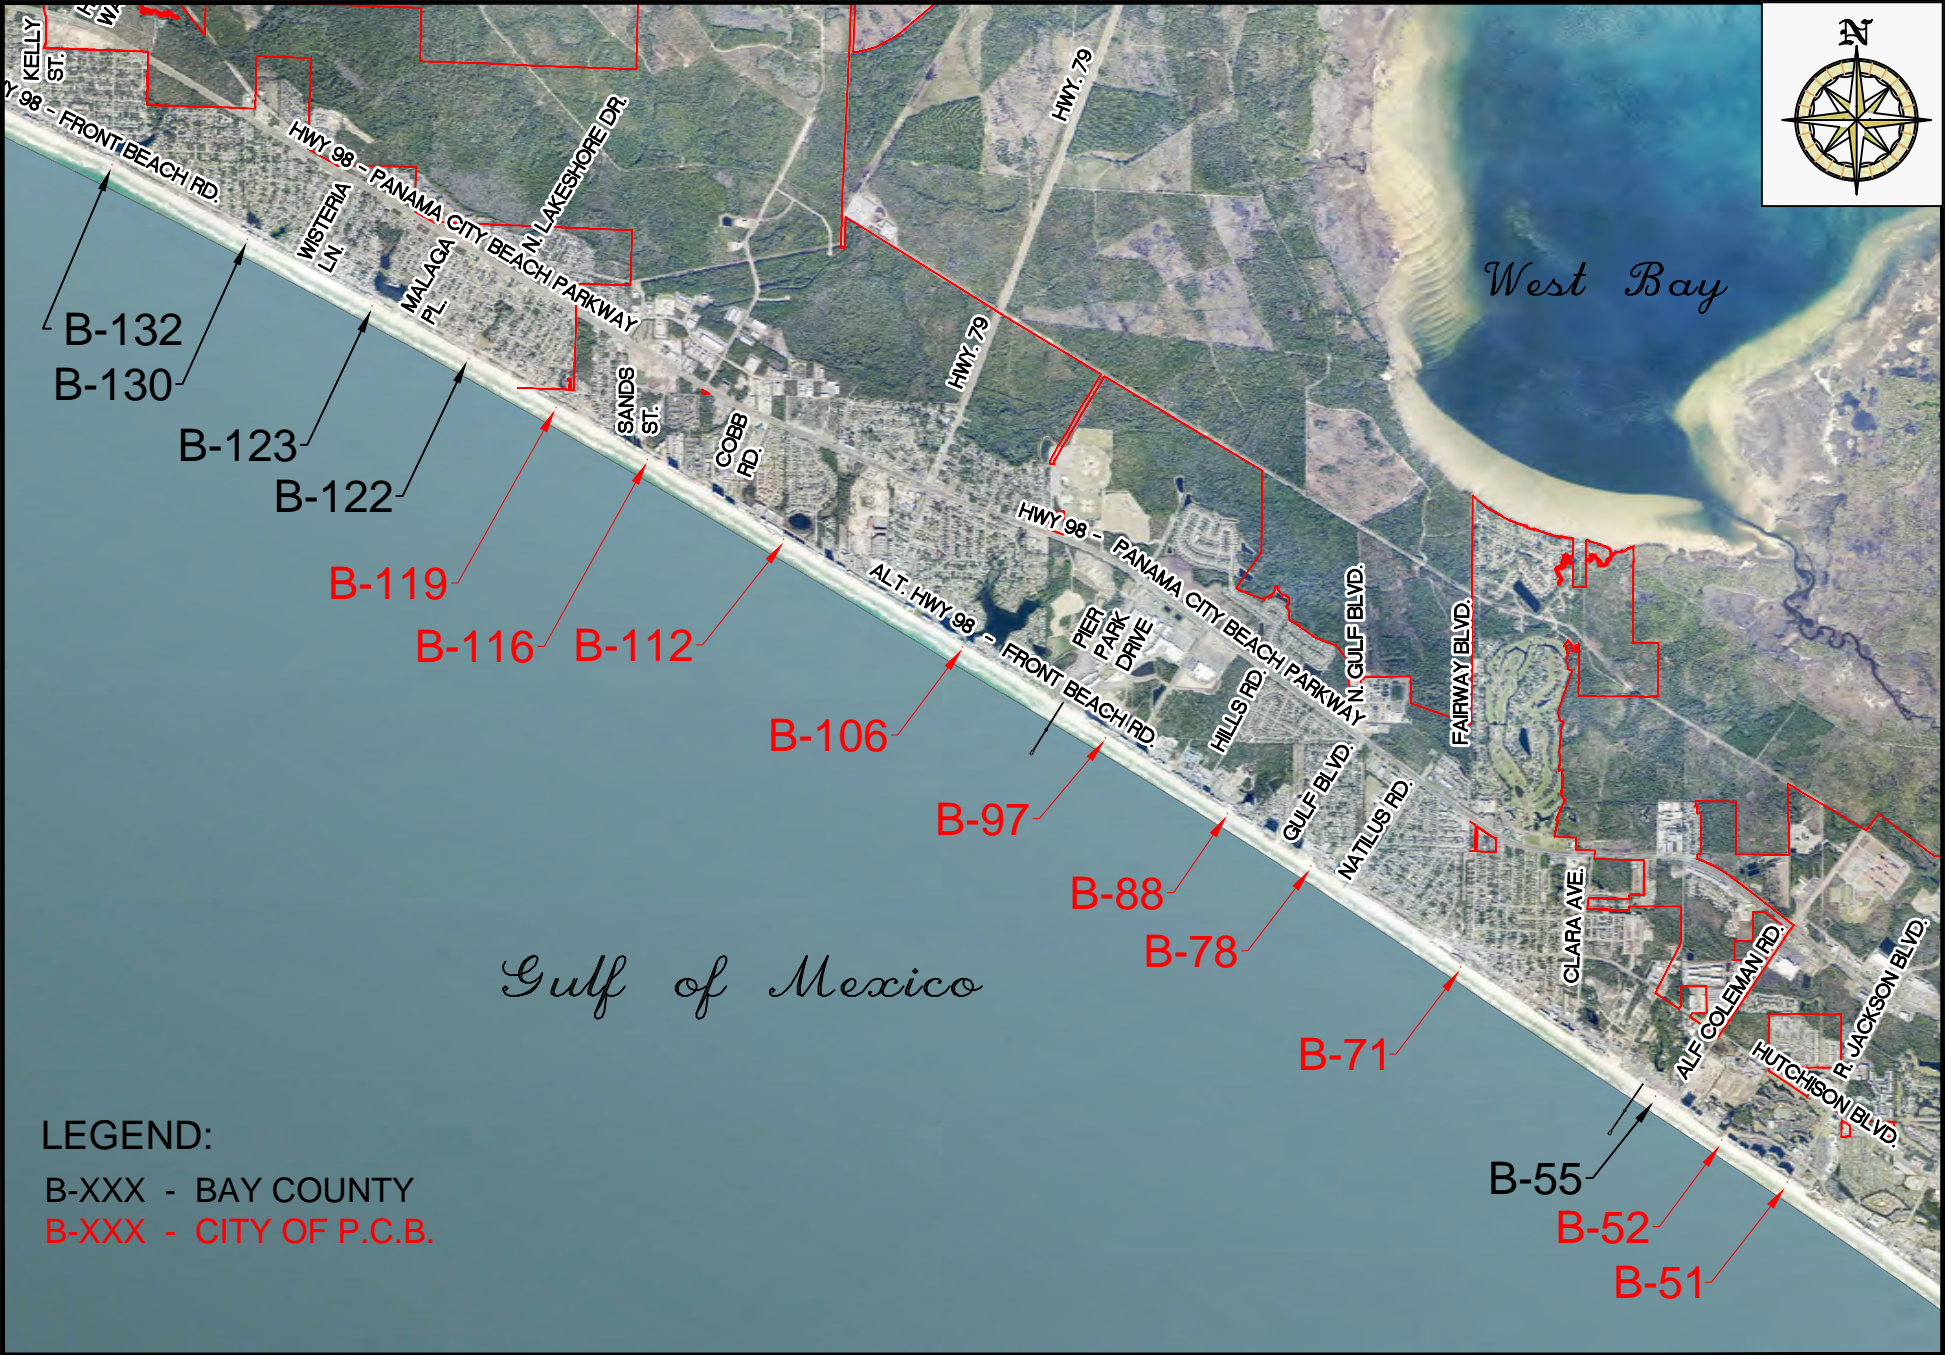 KELLY
ST.
Y 98 - FRONT BEACH RD.
HWY 98 - PANAMA CITY BEACH PARKWAY
N. LAKESHORE DR.
HWY. 79
N
West Bay
WISTERIA
LN.
MALAGA
PL.
HWY. 79
SANDS
ST.
COBB
RD.
B-132
B-130
B-123
B-122
B-119
B-116
B-112
HWY 98 - PANAMA CITY BEACH PARKWAY
ALT. HWY 98 - FRONT BEACH RD.
PIER
PARK
DRIVE
HILLS RD.
N. GULF BLVD.
FAIRWAY BLVD.
GULF BLVD.
NATILUS RD.
B-106
B-97
B-88
B-78
B-71
CLARA AVE.
ALF COLEMAN RD.
R. JACKSON BLVD.
HUTCHISON BLVD.
Gulf of Mexico
B-55
B-52
B-51
LEGEND:
B-XXX - BAY COUNTY
B-XXX - CITY OF P.C.B.